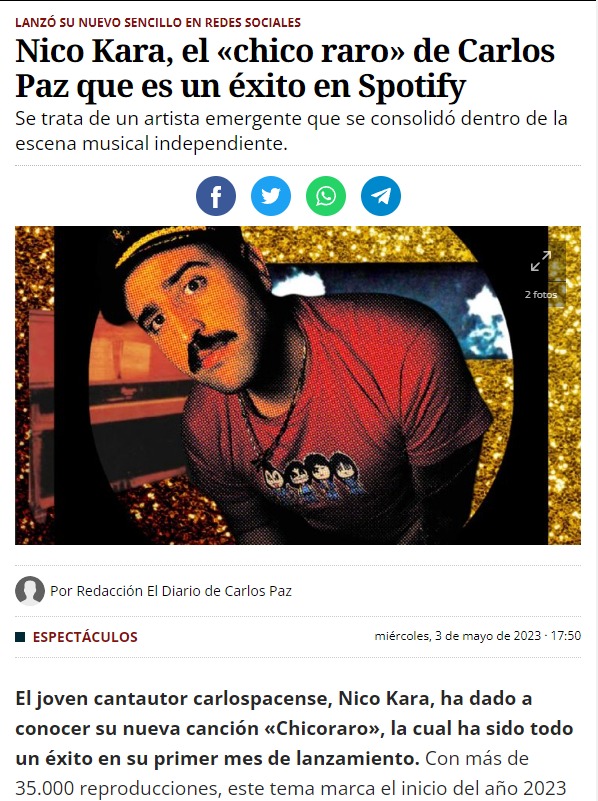 LANZÓ SU NUEVO SENCILLO EN REDES SOCIALES
Nico Kara, el «chico raro» de Carlos
Paz que es un éxito en Spotify
Se trata de un artista emergente que se consolidó dentro de la
escena musical independiente.
2 fotos
Por Redacción El Diario de Carlos Paz
ESPECTÁCULOS
miércoles, 3 de mayo de 2023 · 17:50
El joven cantautor carlospacense, Nico Kara, ha dado a
conocer su nueva canción «Chicoraro», la cual ha sido todo
un éxito en su primer mes de lanzamiento. Con más de
35.000 reproducciones, este tema marca el inicio del año 2023